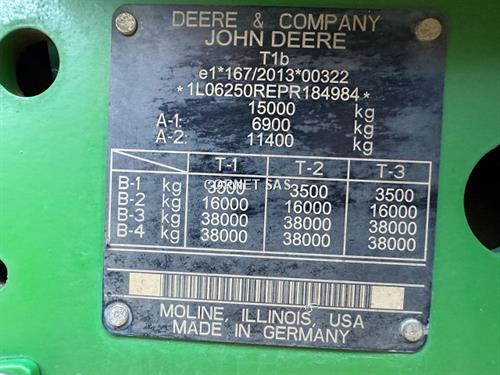 DEERE & COMPANY
JOHN DEERE
T1b
e1*167/2013*00322
*1L06250REPR184984*
15000 kg
A-1: 6900 kg
A-2: 11400 kg
T-1 T-2 T-3
CORNET SAS
B-1 kg 3500 3500 3500
B-2 kg 16000 16000 16000
B-3 kg 38000 38000 38000
B-4 kg 38000 38000 38000
MOLINE, ILLINOIS, USA
MADE IN GERMANY